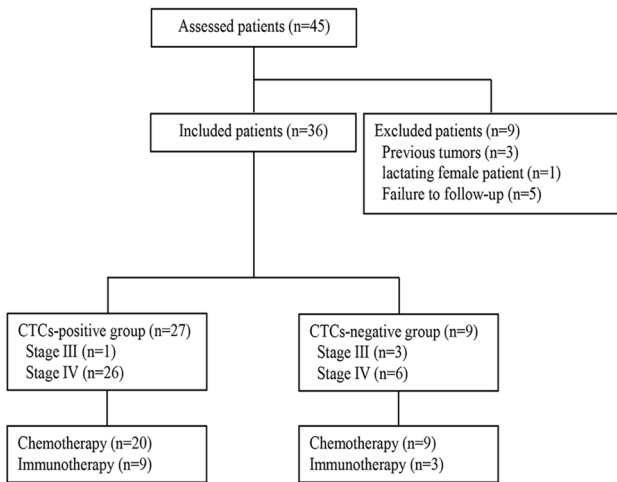 Assessed patients (n=45)
Included patients (n=36)
Excluded patients (n=9)
Previous tumors (n=3)
lactating female patient (n=1)
Failure to follow-up (n=5)
CTCs-positive group (n=27)
Stage III (n=1)
Stage IV (n=26)
CTCs-negative group (n=9)
Stage III (n=3)
Stage IV (n=6)
Chemotherapy (n=20)
Immunotherapy (n=9)
Chemotherapy (n=9)
Immunotherapy (n=3)